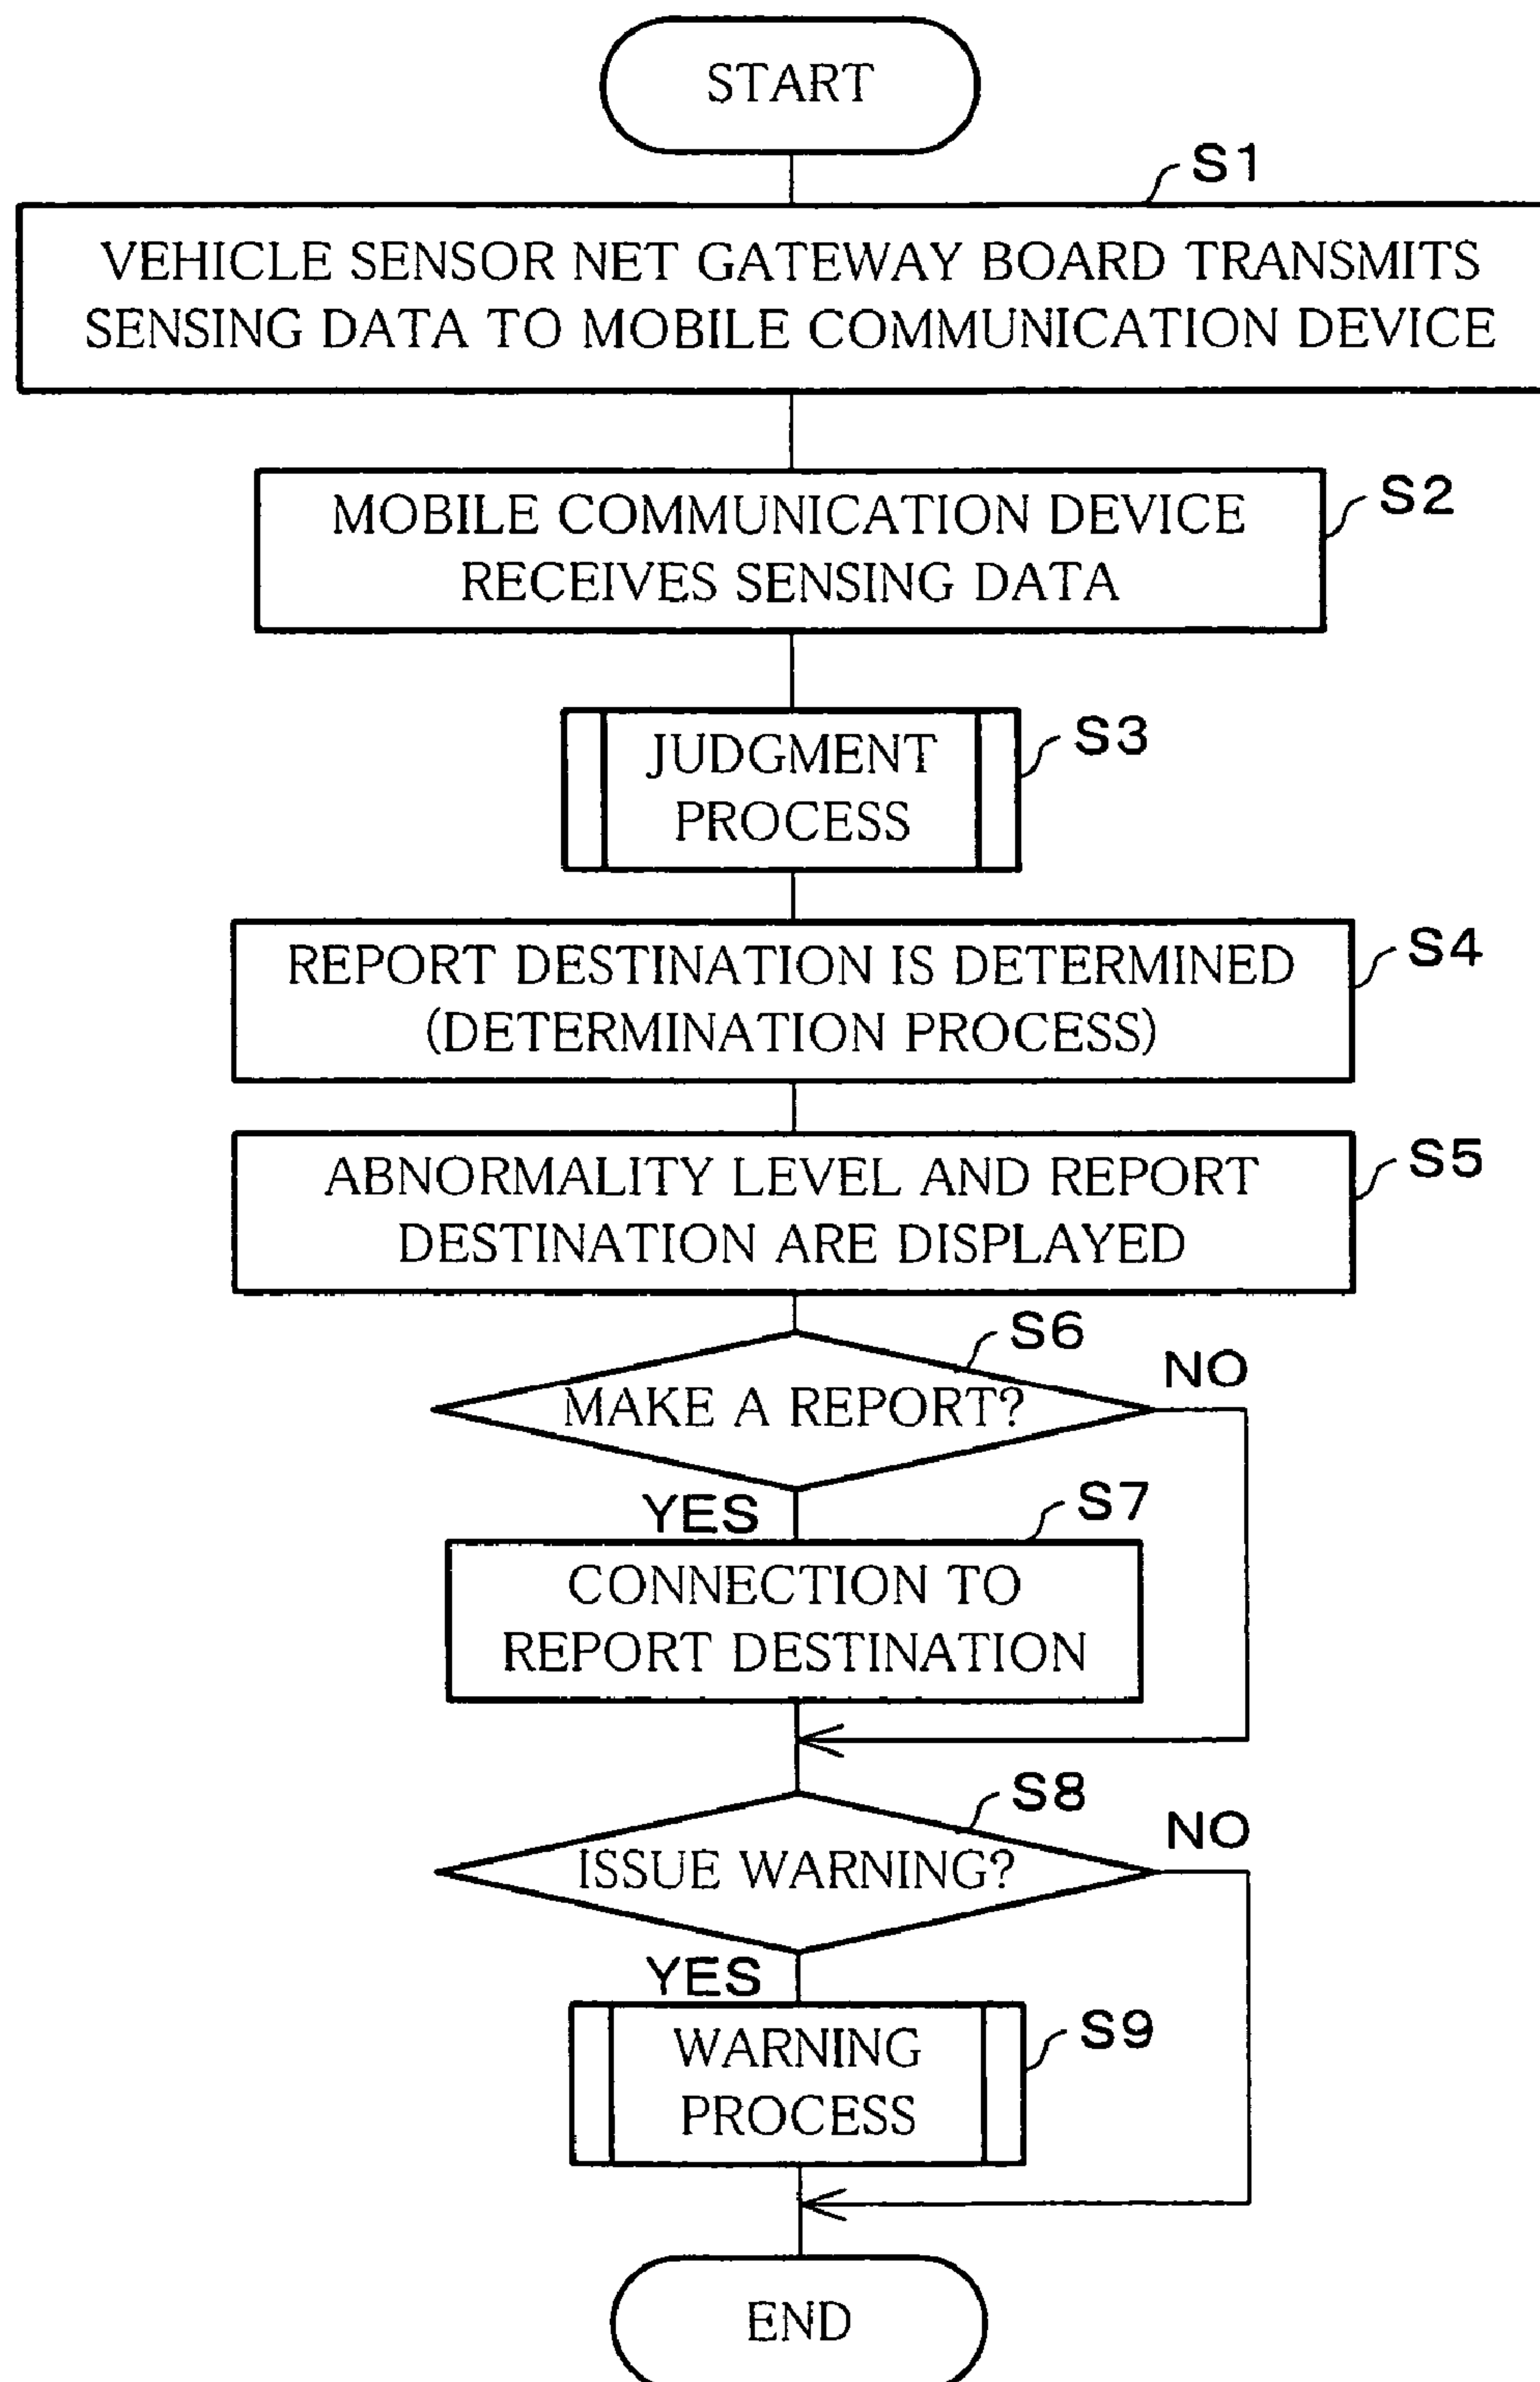 START
S1
VEHICLE SENSOR NET GATEWAY BOARD TRANSMITS
SENSING DATA TO MOBILE COMMUNICATION DEVICE
S2
MOBILE COMMUNICATION DEVICE
RECEIVES SENSING DATA
S3
JUDGMENT
PROCESS
S4
REPORT DESTINATION IS DETERMINED
(DETERMINATION PROCESS)
S5
ABNORMALITY LEVEL AND REPORT
DESTINATION ARE DISPLAYED
S6
NO
MAKE A REPORT?
YES
S7
CONNECTION TO
REPORT DESTINATION
S8
NO
ISSUE WARNING?
YES
S9
WARNING
PROCESS
END